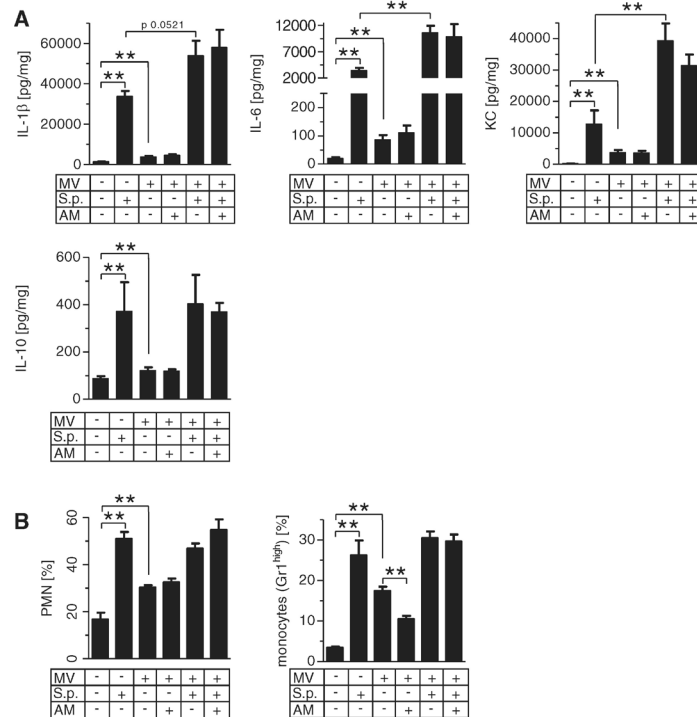 A
IL-1β [pg/mg]
60000
40000
20000
0
p 0.0521
**
**
MV - - + + + +
S.p. - + - - + +
AM - - - + - +
IL-6 [pg/mg]
12000
7000
2000
200
100
0
**
**
**
MV - - + + + +
S.p. - + - - + +
AM - - - + - +
KC [pg/mg]
40000
30000
20000
10000
0
**
**
**
MV - - + + + +
S.p. - + - - + +
AM - - - + - +
IL-10 [pg/mg]
600
400
200
0
**
**
MV - - + + + +
S.p. - + - - + +
AM - - - + - +
B
PMN [%]
60
40
20
0
**
**
MV - - + + + +
S.p. - + - - + +
AM - - - + - +
monocytes (Gr1high) [%]
30
20
10
0
**
**
**
MV - - + + + +
S.p. - + - - + +
AM - - - + - +